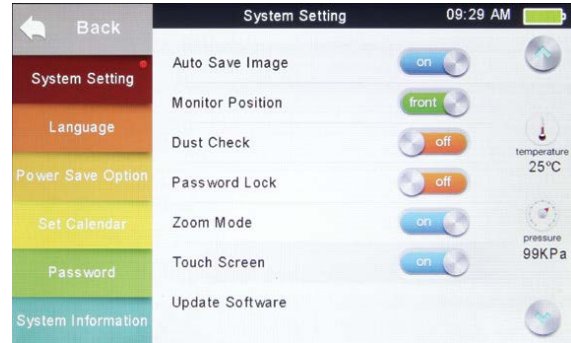 Back
System Setting
09:29 AM
System Setting
Language
Power Save Option
Set Calendar
Password
System Information
Auto Save Image
on
Monitor Position
front
Dust Check
off
Password Lock
off
Zoom Mode
on
Touch Screen
on
Update Software
temperature
25°C
pressure
99KPa